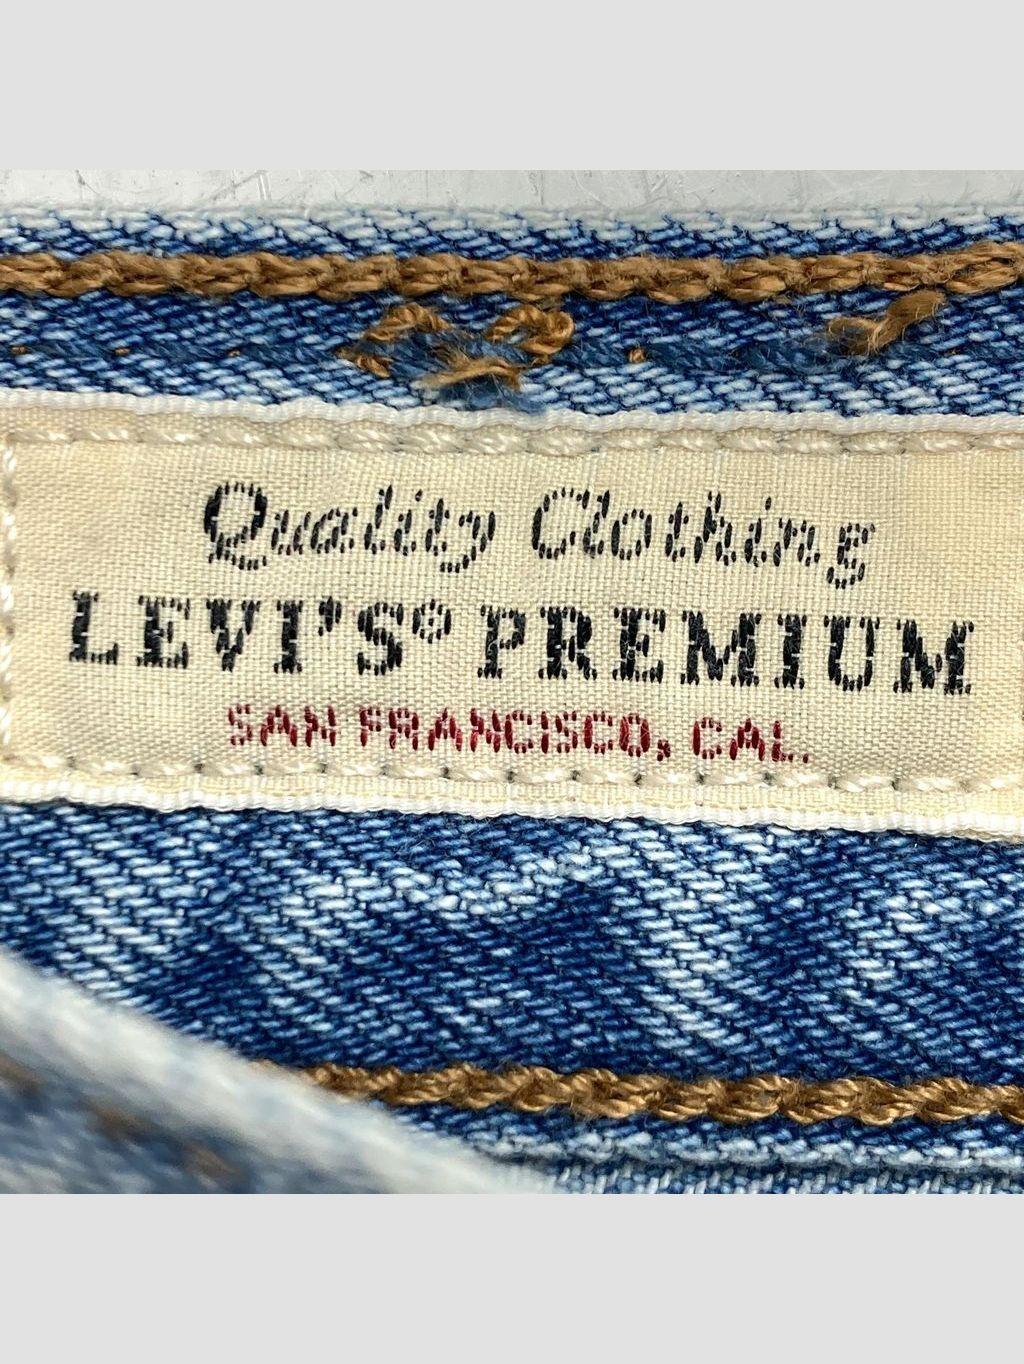 Quality Clothing
LEVI'S® PREMIUM
SAN FRANCISCO, CAL.